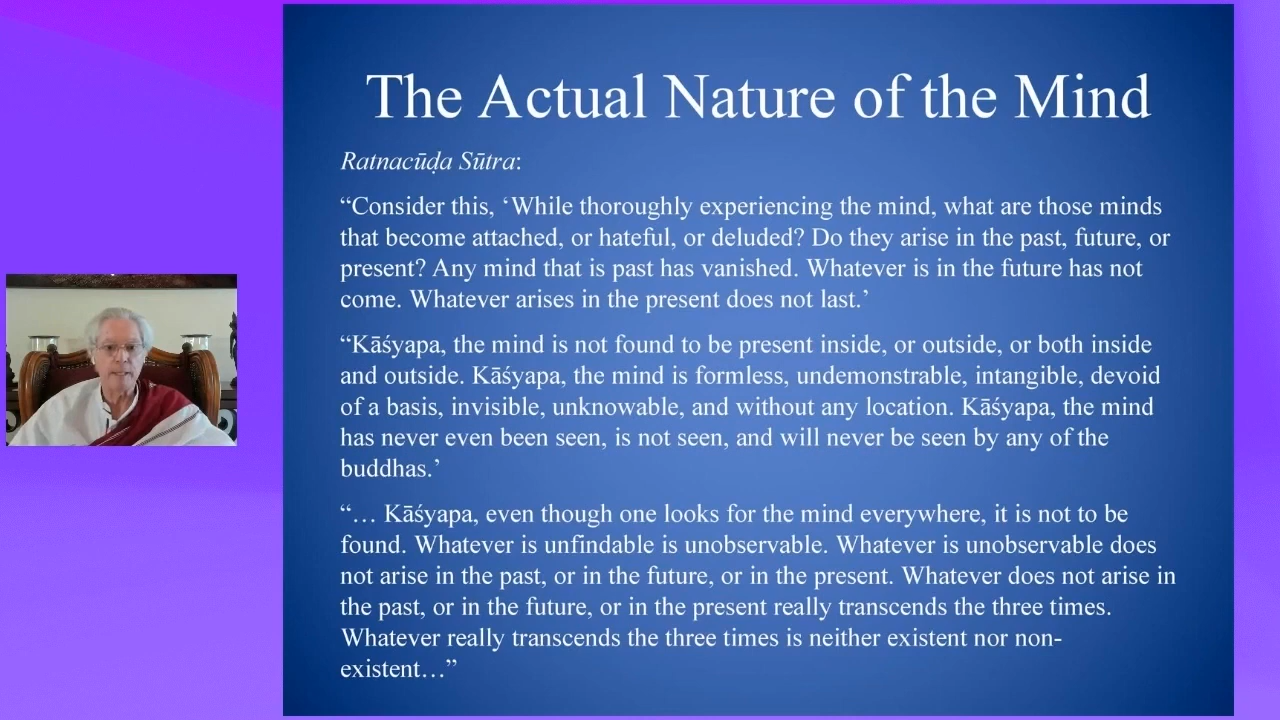 The Actual Nature of the Mind
Ratnacūḍa Sūtra:
“Consider this, ‘While thoroughly experiencing the mind, what are those minds
that become attached, or hateful, or deluded? Do they arise in the past, future, or
present? Any mind that is past has vanished. Whatever is in the future has not
come. Whatever arises in the present does not last.’
“Kāśyapa, the mind is not found to be present inside, or outside, or both inside
and outside. Kāśyapa, the mind is formless, undemonstrable, intangible, devoid
of a basis, invisible, unknowable, and without any location. Kāśyapa, the mind
has never even been seen, is not seen, and will never be seen by any of the
buddhas.’
“… Kāśyapa, even though one looks for the mind everywhere, it is not to be
found. Whatever is unfindable is unobservable. Whatever is unobservable does
not arise in the past, or in the future, or in the present. Whatever does not arise in
the past, or in the future, or in the present really transcends the three times.
Whatever really transcends the three times is neither existent nor non-
existent…”